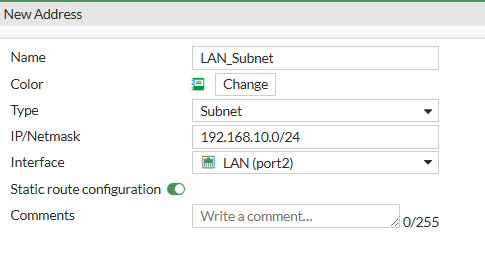 New Address
Name LAN_Subnet
Color Change
Type Subnet
IP/Netmask 192.168.10.0/24
Interface LAN (port2)
Static route configuration
Comments Write a comment... 0/255